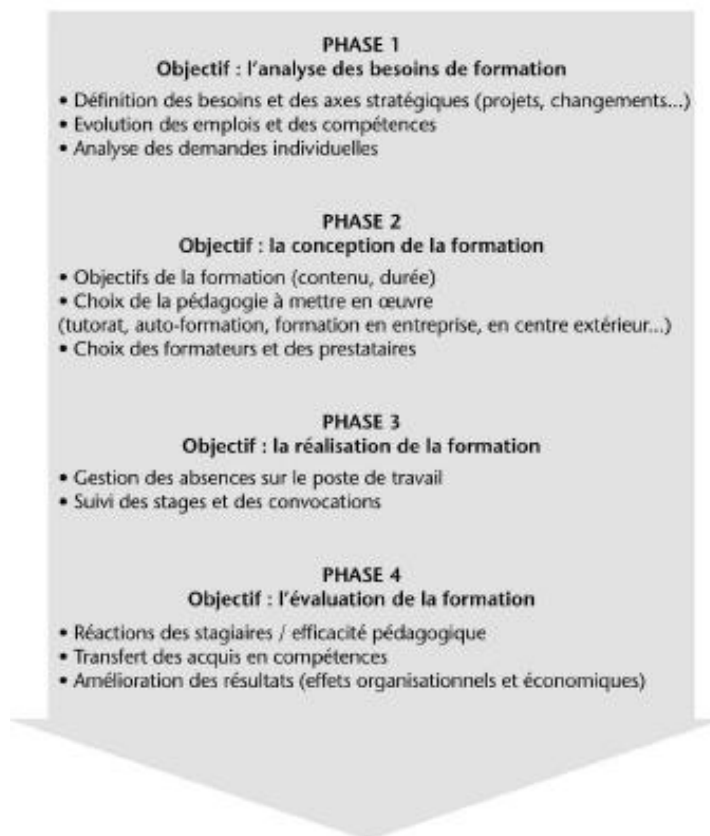 PHASE 1
Objectif : l'analyse des besoins de formation
• Définition des besoins et des axes stratégiques (projets, changements...)
• Evolution des emplois et des compétences
• Analyse des demandes individuelles
PHASE 2
Objectif : la conception de la formation
• Objectifs de la formation (contenu, durée)
• Choix de la pédagogie à mettre en œuvre
(tutorat, auto-formation, formation en entreprise, en centre extérieur...)
• Choix des formateurs et des prestataires
PHASE 3
Objectif : la réalisation de la formation
• Gestion des absences sur le poste de travail
• Suivi des stages et des convocations
PHASE 4
Objectif : l'évaluation de la formation
• Réactions des stagiaires / efficacité pédagogique
• Transfert des acquis en compétences
• Amélioration des résultats (effets organisationnels et économiques)